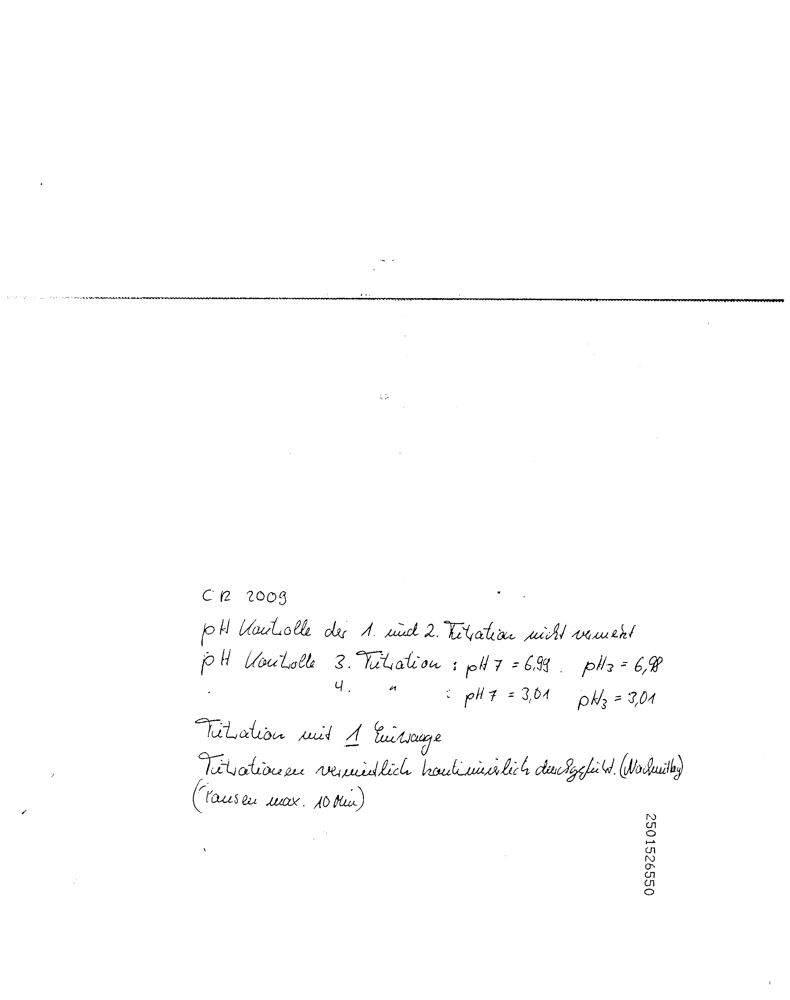 CR 2009
pH Kontrolle der 1. und 2. Titration nicht vermerkt
pH Kontrolle 3. Titration : pH 7 = 6,99. pH3 = 6,98
4. " : pH 7 = 3,01 pH3 = 3,01
Titration mit 1 Einwaage
Titrationen vermutlich kontinuierlich durchgeführt. (Nachmittag)
(Pausen max. 10 Min)
2501526550